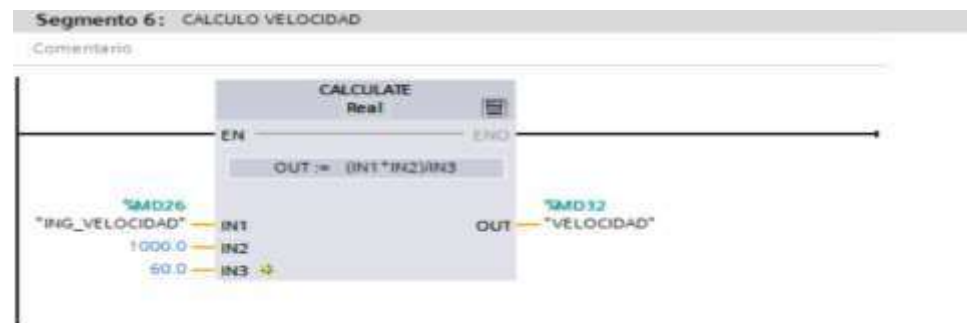 Segmento 6: CALCULO VELOCIDAD
Comentario
CALCULATE
Real
EN
ENO
OUT := (IN1*IN2)/IN3
%MD26
"ING_VELOCIDAD"
IN1
1000.0
IN2
60.0
IN3
%MD32
OUT
"VELOCIDAD"